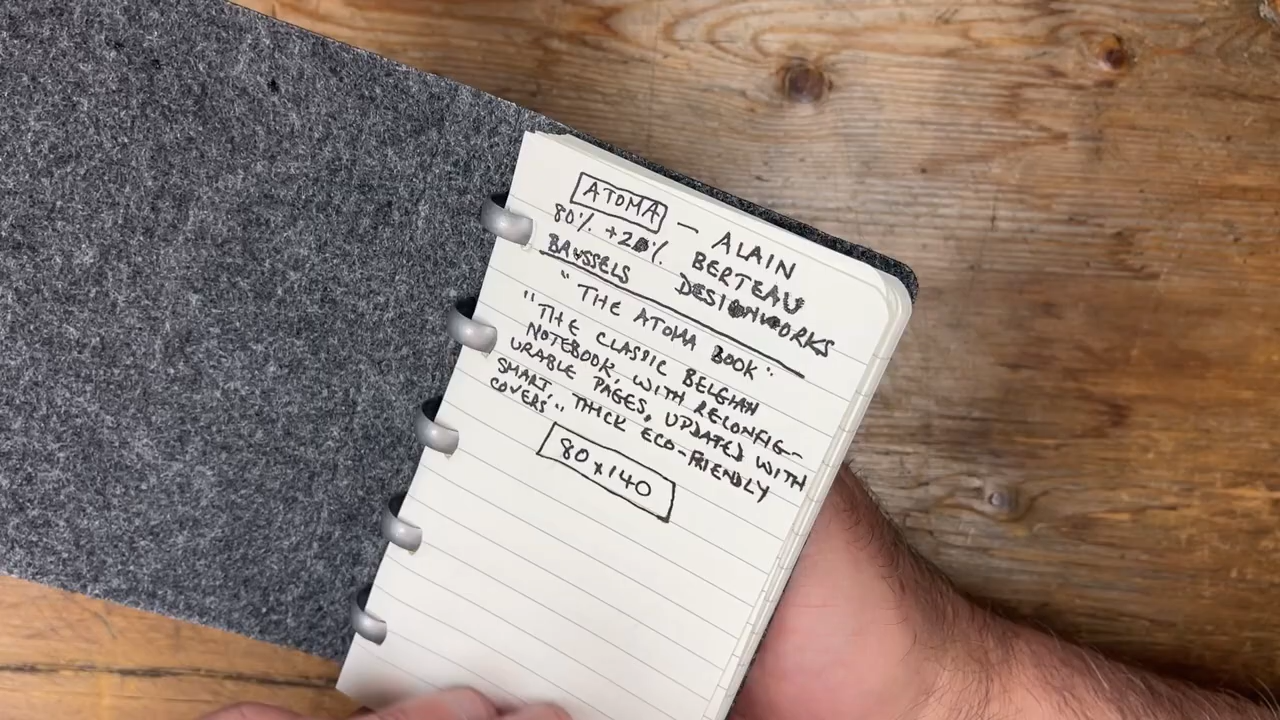 ATOMA — ALAIN
80% +20% BERTEAU
BRUSSELS DESIGNWORKS
"THE ATOMA BOOK".
"THE CLASSIC BELGIAN
NOTEBOOK, WITH RECONFIG-
URABLE PAGES, UPDATED WITH
SMART, THICK ECO-FRIENDLY
COVERS."
80 x 140